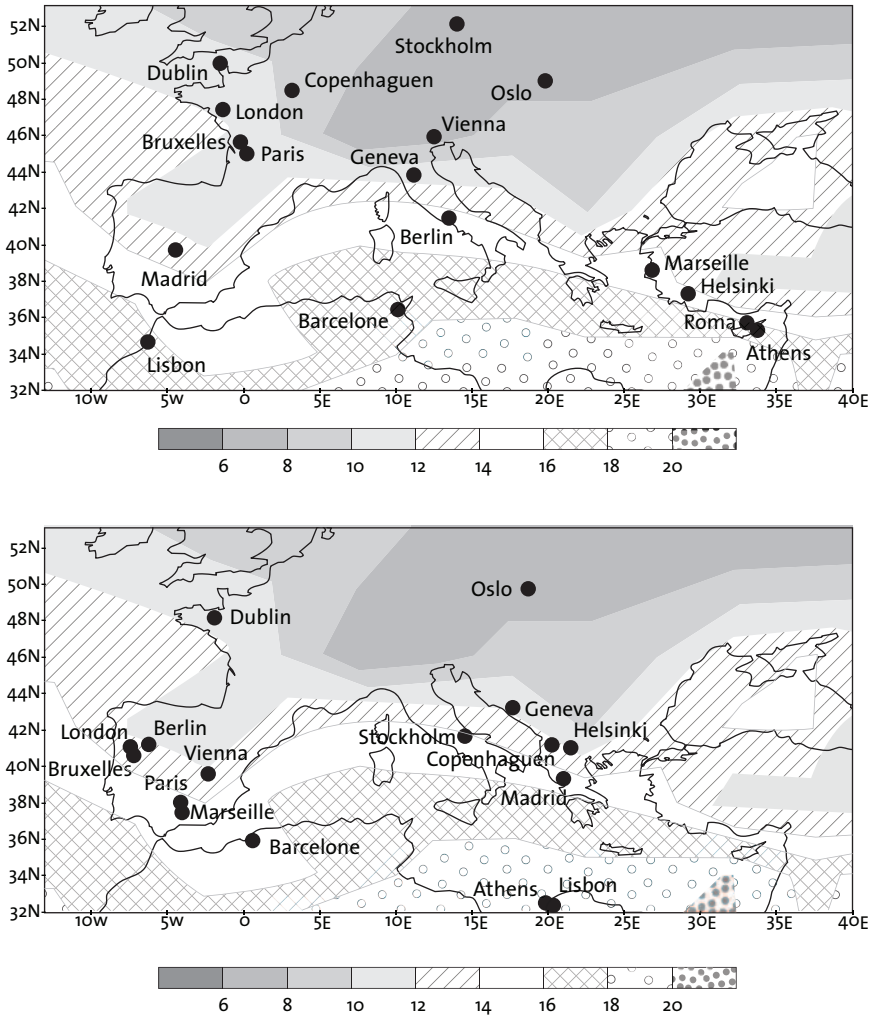 52N
Stockholm
50N
Dublin
Copenhaguen
Oslo
48N
London
Vienna
46N
Bruxelles
Paris
Geneva
44N
42N
Berlin
40N
Madrid
Marseille
38N
Helsinki
36N
Barcelone
Roma
34N
Lisbon
Athens
32N
10W 5W 0 5E 10E 15E 20E 25E 30E 35E 40E
6 8 10 12 14 16 18 20
52N
50N
Oslo
48N
Dublin
46N
44N
Geneva
42N
London
Berlin
Stockholm
Helsinki
40N
Bruxelles
Vienna
Copenhaguen
38N
Paris
Madrid
Marseille
36N
Barcelone
34N
Athens
Lisbon
32N
10W 5W 0 5E 10E 15E 20E 25E 30E 35E 40E
6 8 10 12 14 16 18 20